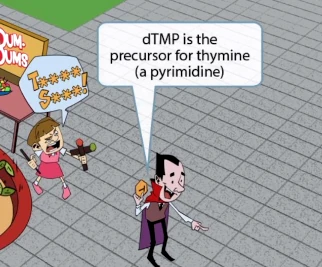 DUM-
DUMS
T****
S***!
dTMP is the
precursor for thymine
(a pyrimidine)